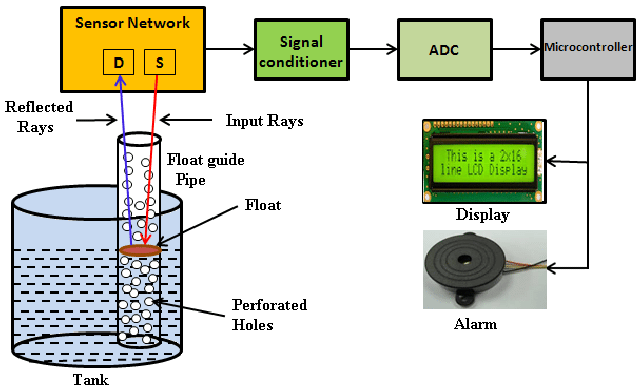 Sensor Network
D
S
Signal
conditioner
ADC
Microcontroller
Reflected
Rays
Input Rays
Float guide
Pipe
This is a 2x16
line LCD Display
Float
Display
Perforated
Holes
Alarm
Tank